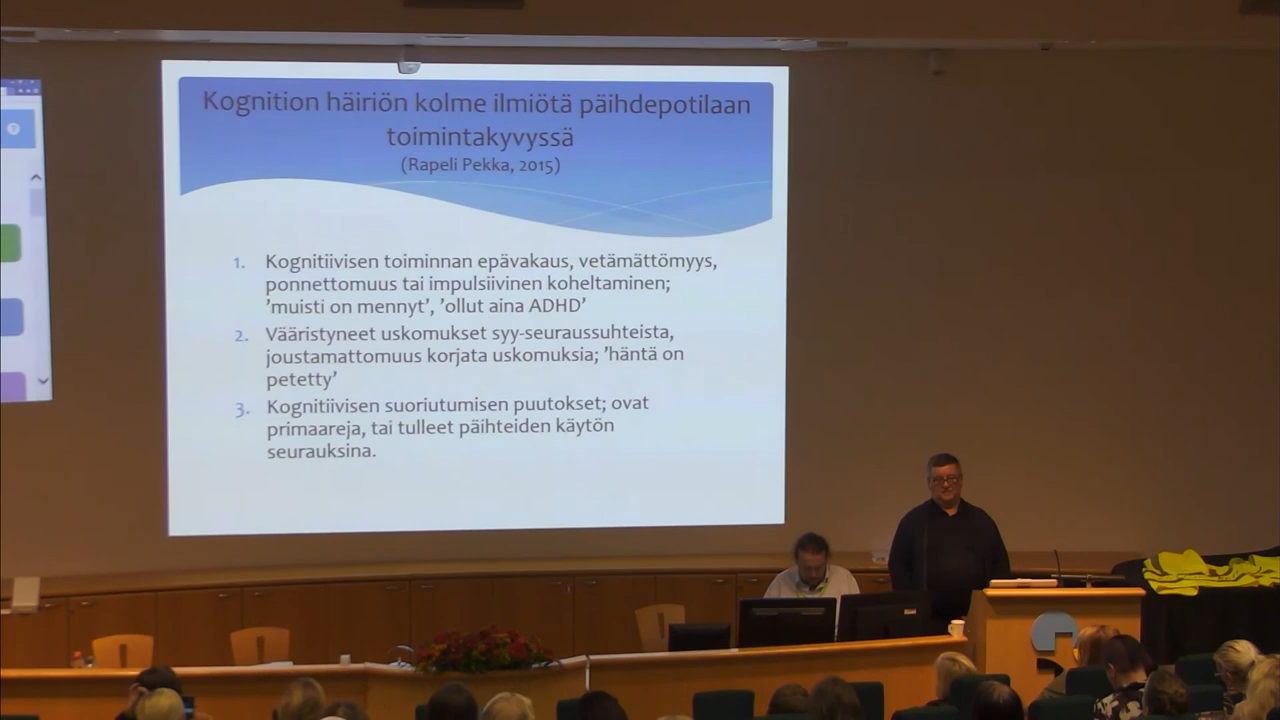 Kognition häiriön kolme ilmiötä päihdepotilaan
toimintakyvyssä
(Rapeli Pekka, 2015)
1. Kognitiivisen toiminnan epävakaus, vetämättömyys,
ponnettomuus tai impulsiivinen koheltaminen;
’muisti on mennyt’, ’ollut aina ADHD’
2. Vääristyneet uskomukset syy-seuraussuhteista,
joustamattomuus korjata uskomuksia; ’häntä on
petetty’
3. Kognitiivisen suoriutumisen puutokset; ovat
primaareja, tai tulleet päihteiden käytön
seurauksina.